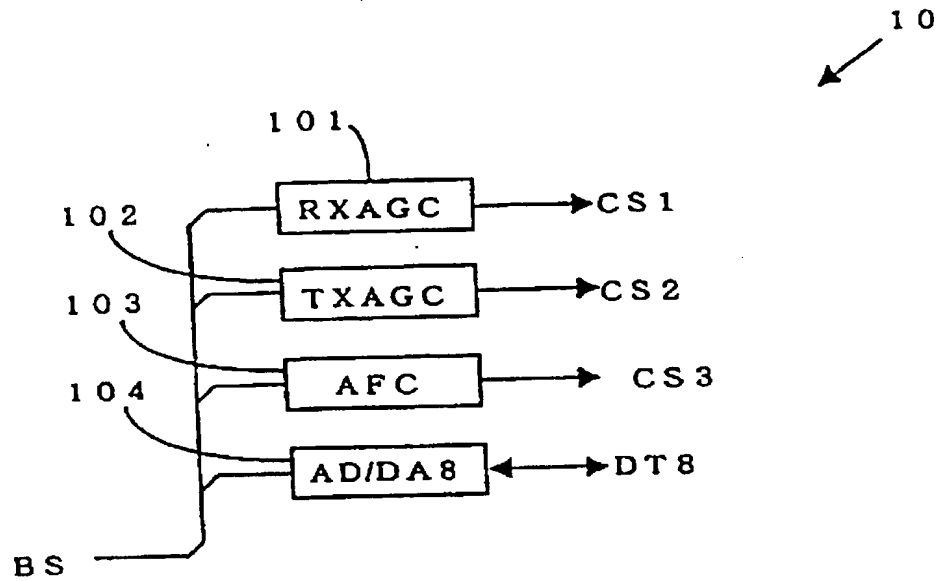 10
101
RXAGC CS1
102
TXAGC CS2
103
AFC CS3
104
AD/DA8 DT8
BS